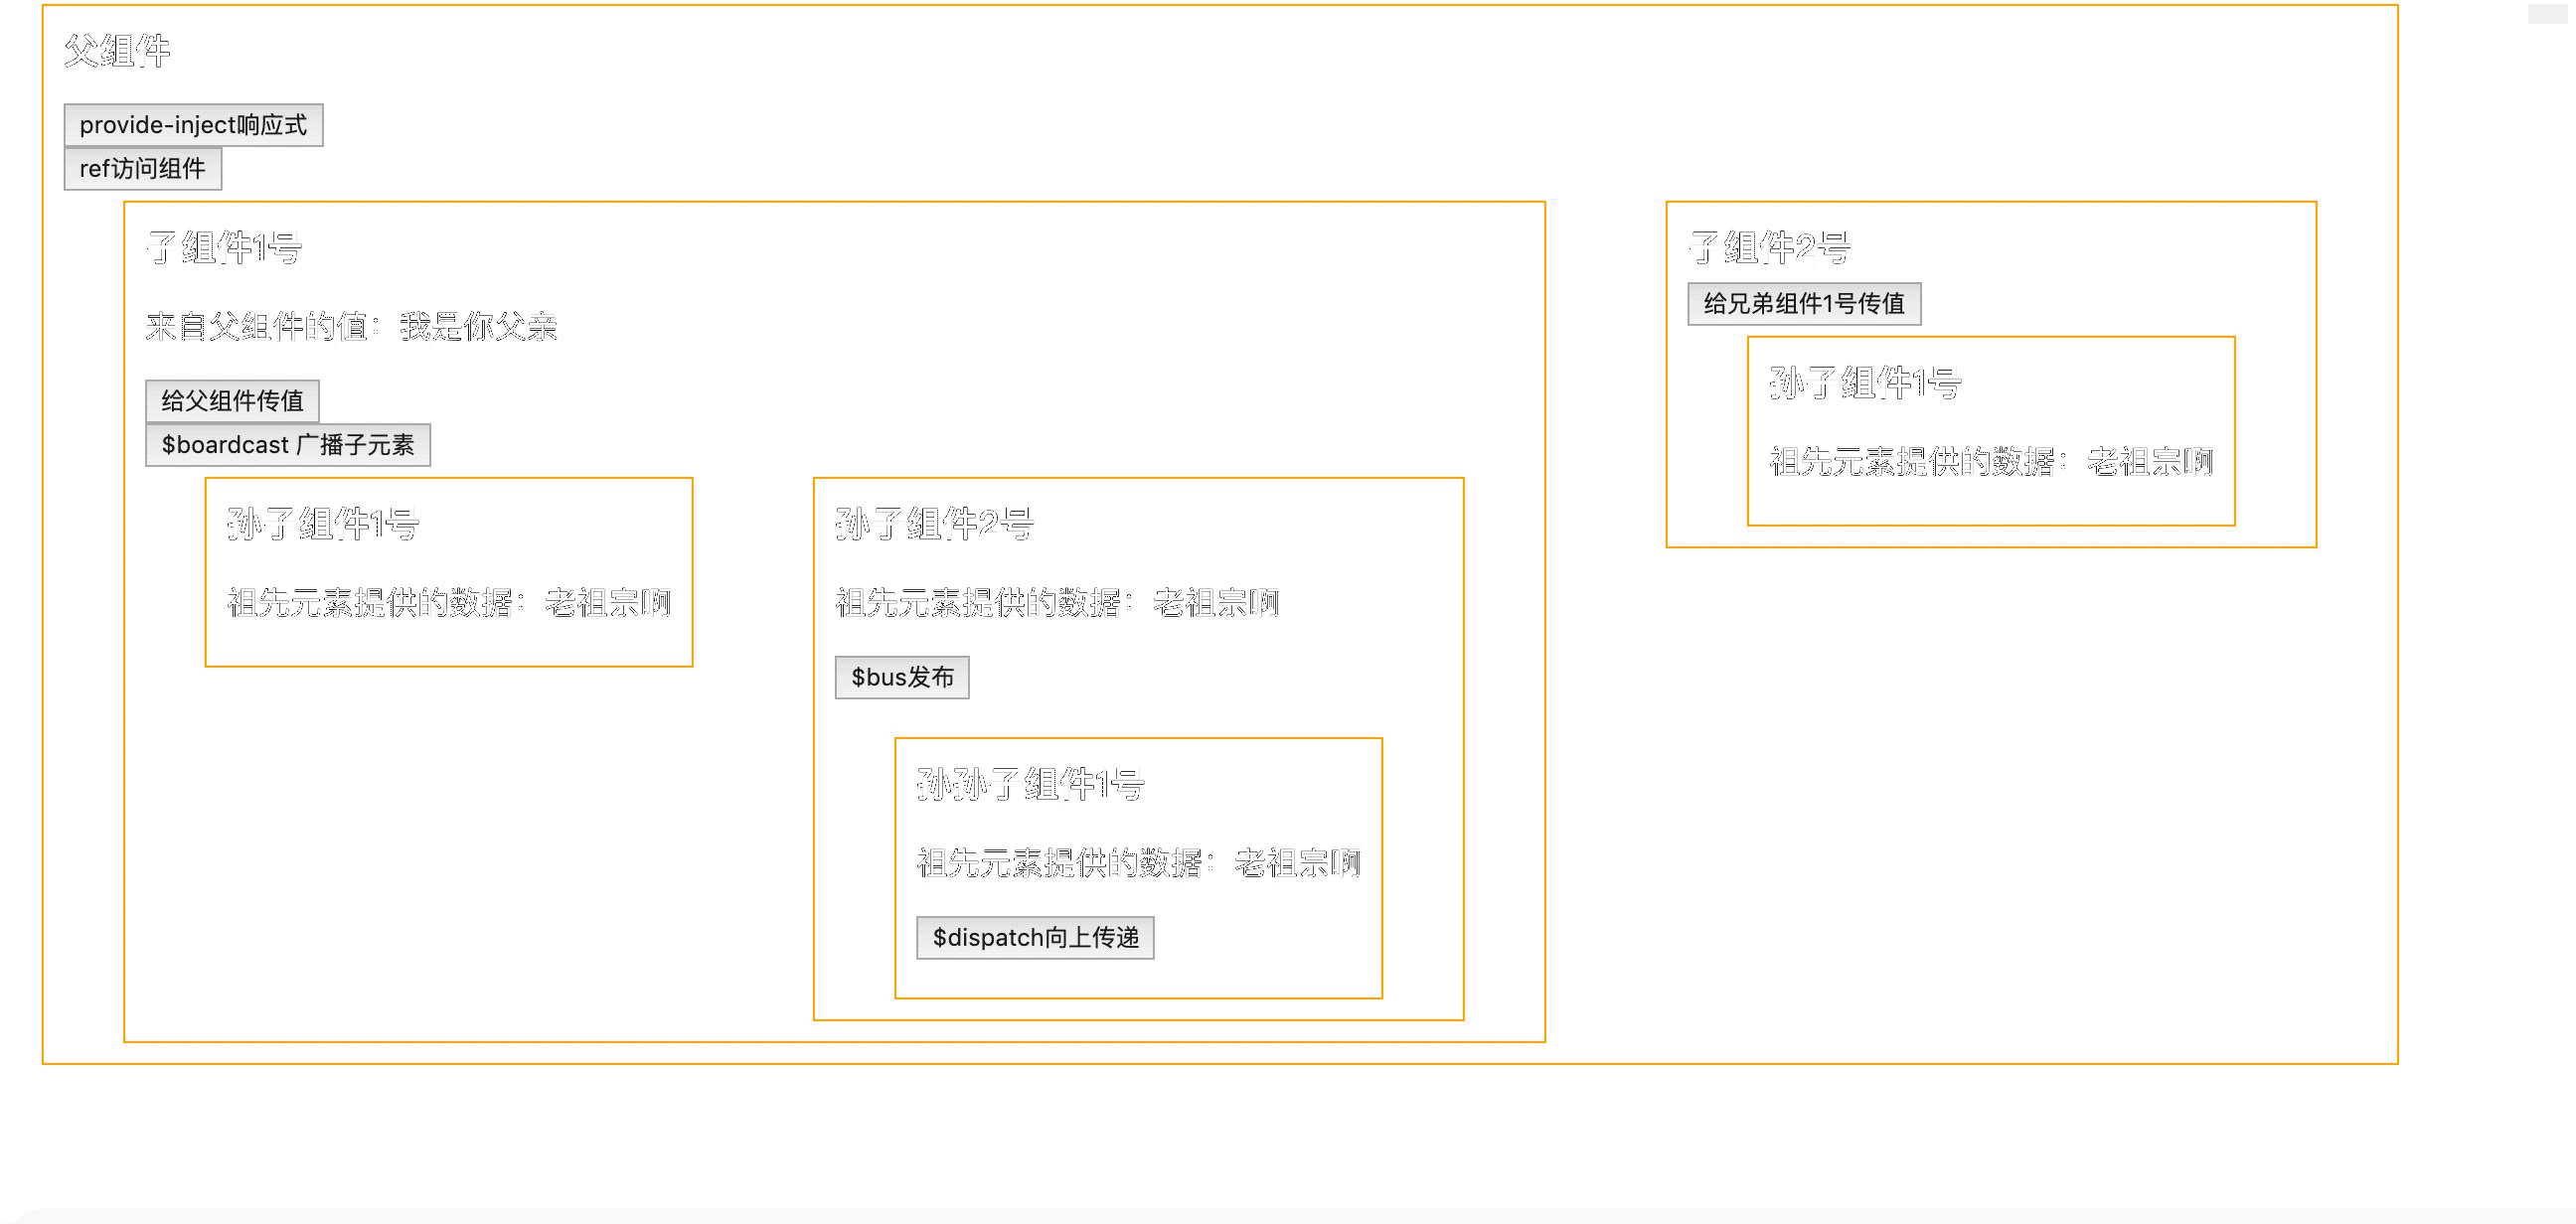 父组件
provide-inject响应式
ref访问组件
子组件1号
来自父组件的值：我是你父亲
给父组件传值
$boardcast 广播子元素
孙子组件1号
祖先元素提供的数据：老祖宗啊
孙子组件2号
祖先元素提供的数据：老祖宗啊
$bus发布
孙孙子组件1号
祖先元素提供的数据：老祖宗啊
$dispatch向上传递
子组件2号
给兄弟组件1号传值
孙子组件1号
祖先元素提供的数据：老祖宗啊